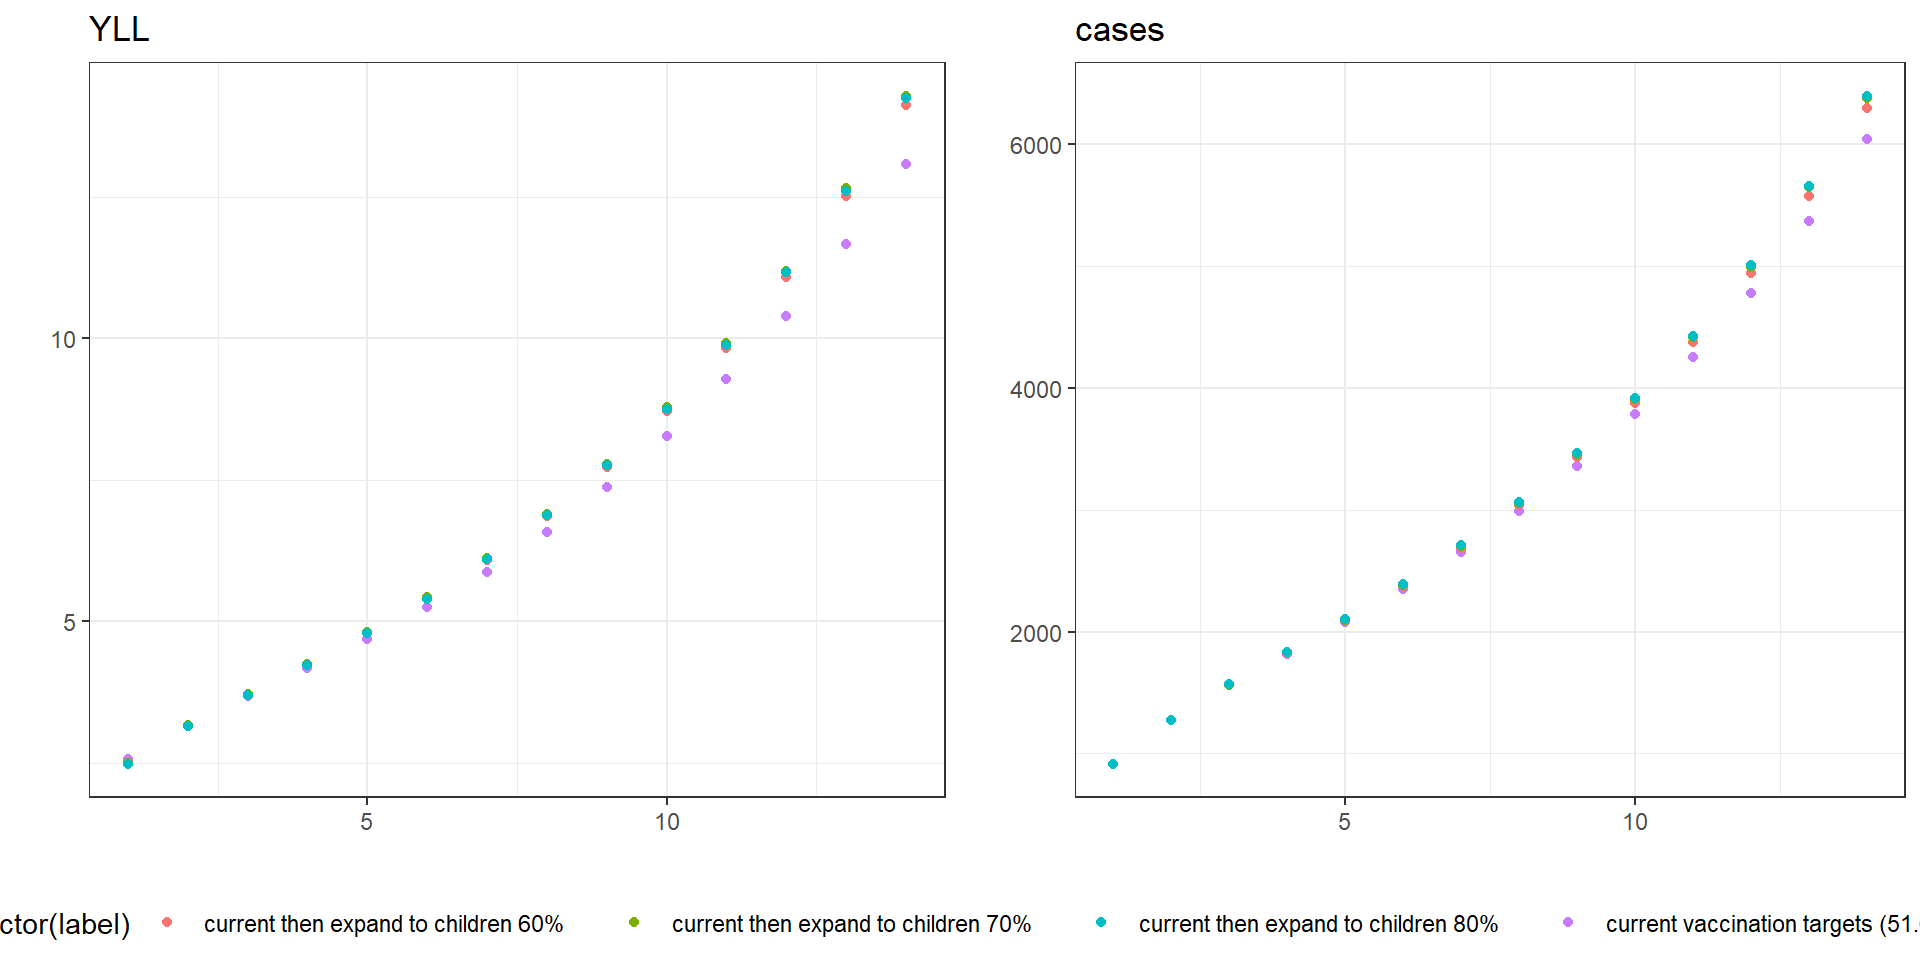 YLL
cases
10
5
5
10
6000
4000
2000
5
10
ctor(label)
current then expand to children 60%
current then expand to children 70%
current then expand to children 80%
current vaccination targets (51.